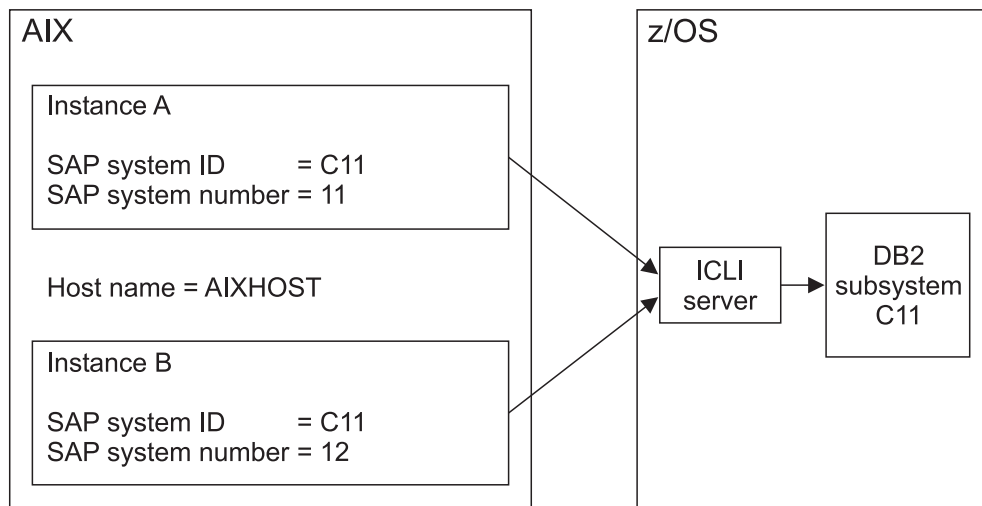 AIX
Instance A
SAP system ID = C11
SAP system number = 11
Host name = AIXHOST
Instance B
SAP system ID = C11
SAP system number = 12
z/OS
ICLI
server
DB2
subsystem
C11